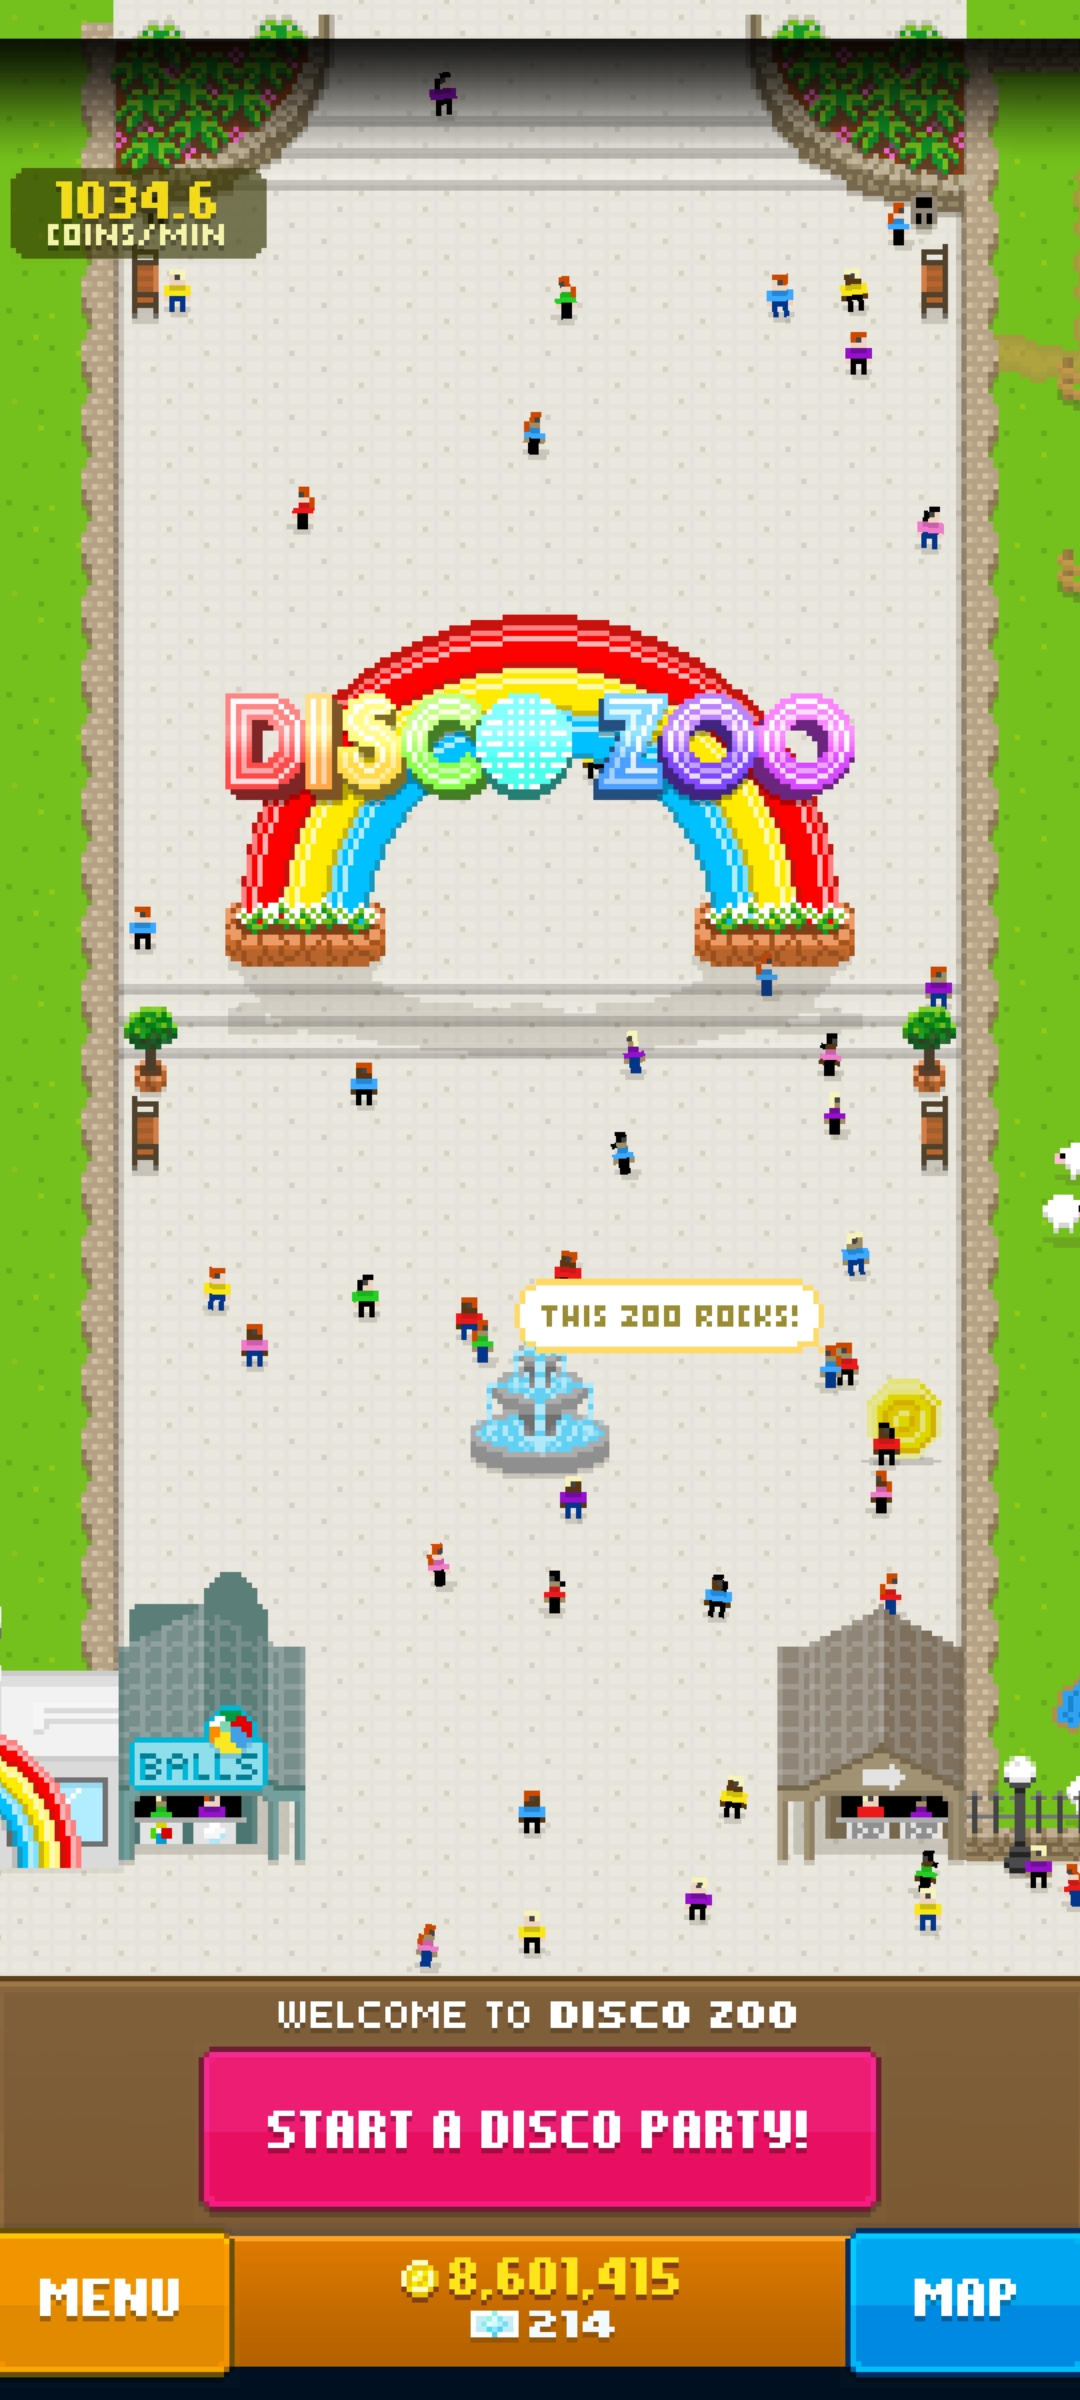 1034.6
COINS/MIN
DISCO ZOO
THIS ZOO ROCKS!
BALLS
WELCOME TO DISCO ZOO
START A DISCO PARTY!
MENU
8,601,415
214
MAP